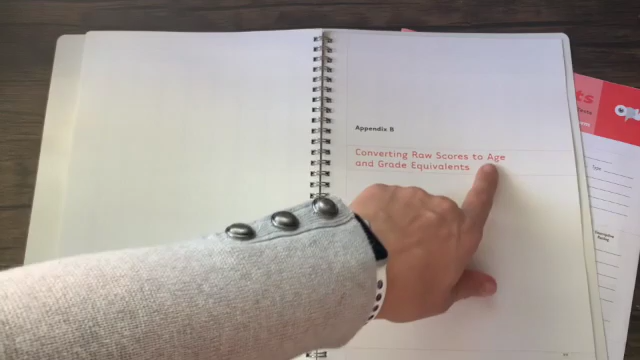 Appendix B
Converting Raw Scores to Age
and Grade Equivalents